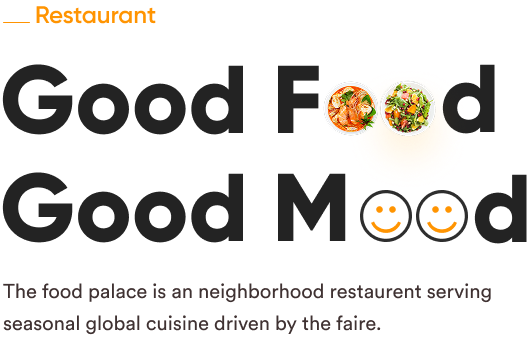 __ Restaurant
Good Food
Good Mood
The food palace is an neighborhood restaurent serving
seasonal global cuisine driven by the faire.